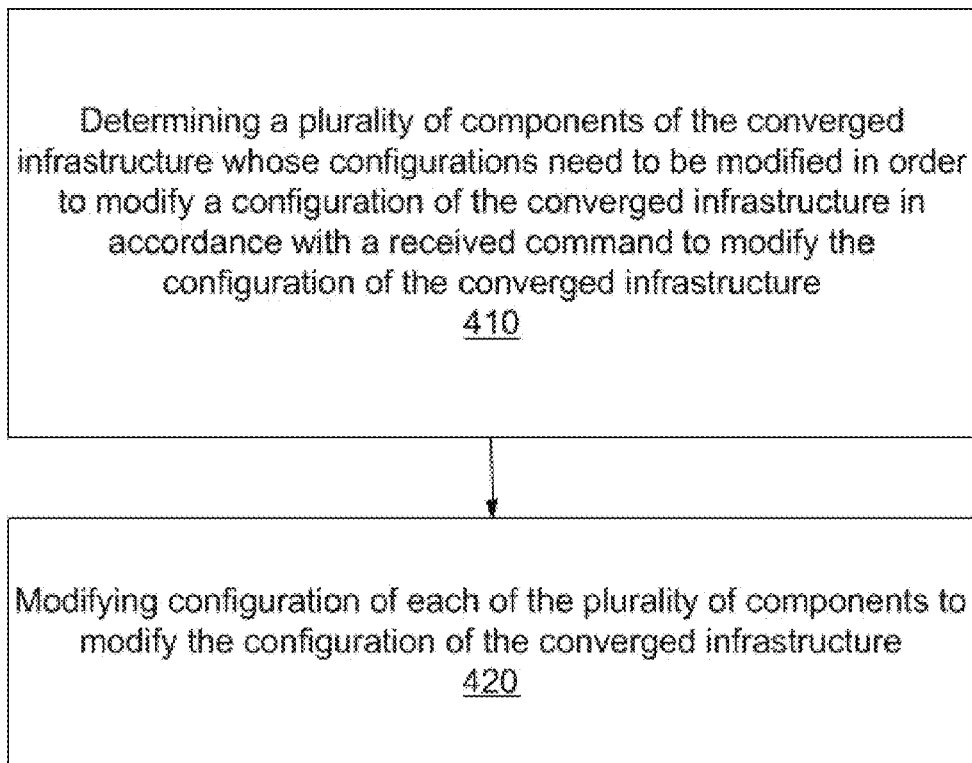 Determining a plurality of components of the converged
infrastructure whose configurations need to be modified in order
to modify a configuration of the converged infrastructure in
accordance with a received command to modify the
configuration of the converged infrastructure
410
Modifying configuration of each of the plurality of components to
modify the configuration of the converged infrastructure
420